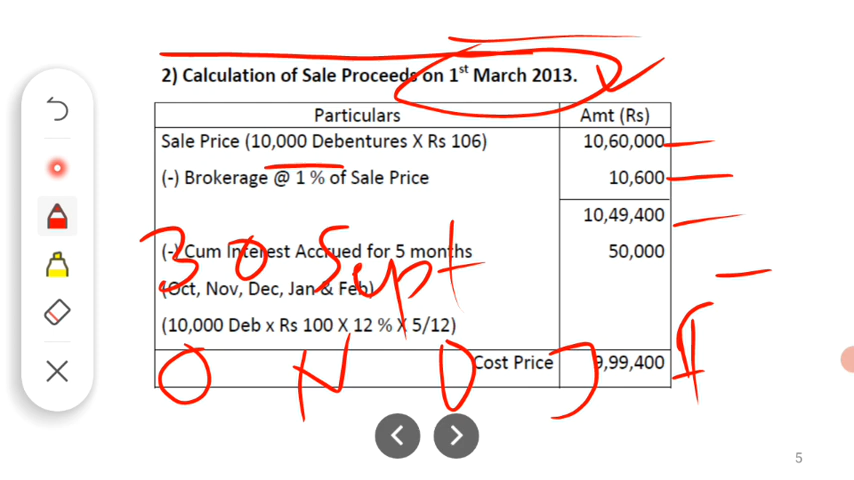 2) Calculation of Sale Proceeds on 1st March 2013.
Particulars Amt (Rs)
Sale Price (10,000 Debentures X Rs 106) 10,60,000
(-) Brokerage @ 1 % of Sale Price 10,600
10,49,400
(-) Cum Interest Accrued for 5 months 50,000
30 Sept
(Oct, Nov, Dec, Jan & Feb)
(10,000 Deb x Rs 100 X 12 % X 5/12)
Cost Price 9,99,400
O N D J F
5